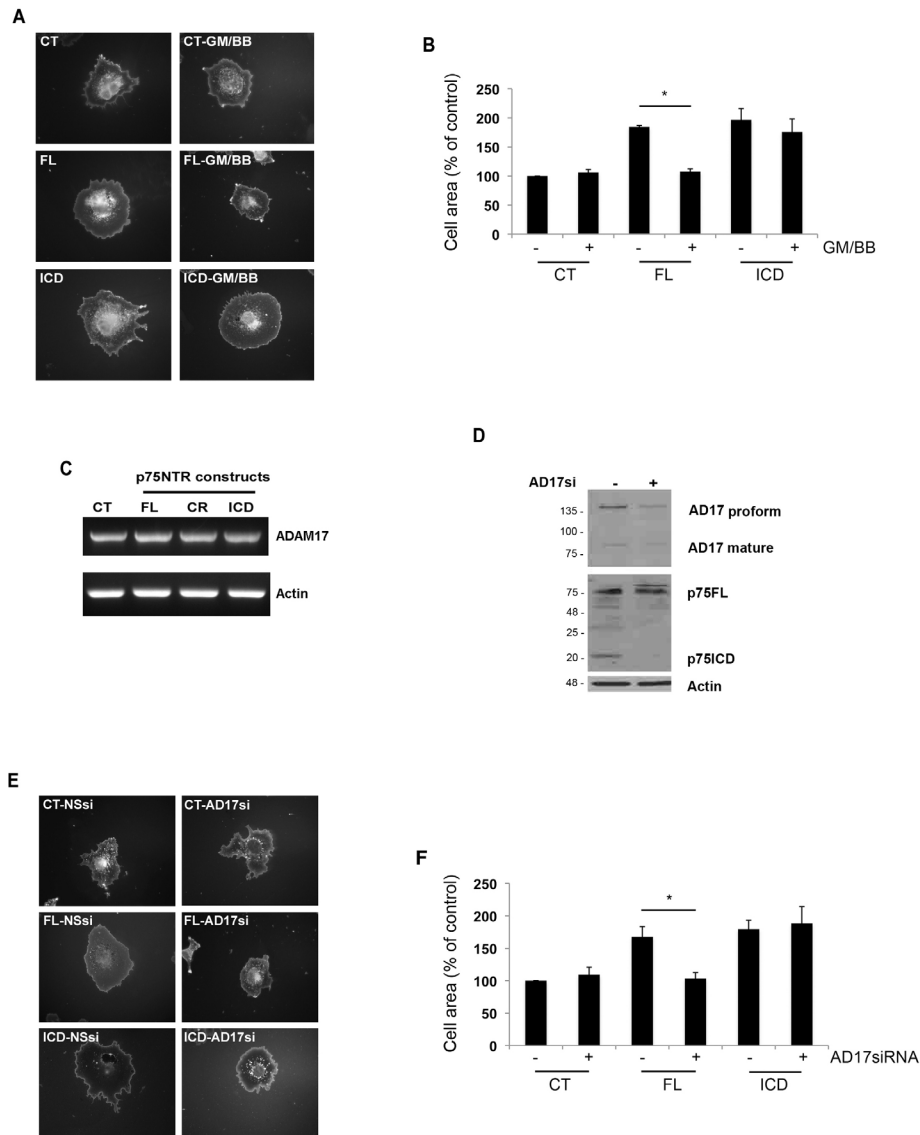 A
CT
CT-GM/BB
FL
FL-GM/BB
ICD
ICD-GM/BB
B
Cell area (% of control)
250
200
150
100
50
0
- + - + - + GM/BB
CT FL ICD
*
C
p75NTR constructs
CT FL CR ICD
ADAM17
Actin
D
AD17si - +
135 -
100 -
75 -
AD17 proform
AD17 mature
75 -
48 -
25 -
20 -
p75FL
p75ICD
48 -
Actin
E
CT-NSsi
CT-AD17si
FL-NSsi
FL-AD17si
ICD-NSsi
ICD-AD17si
F
Cell area (% of control)
250
200
150
100
50
0
*
- + - + - + AD17siRNA
CT FL ICD